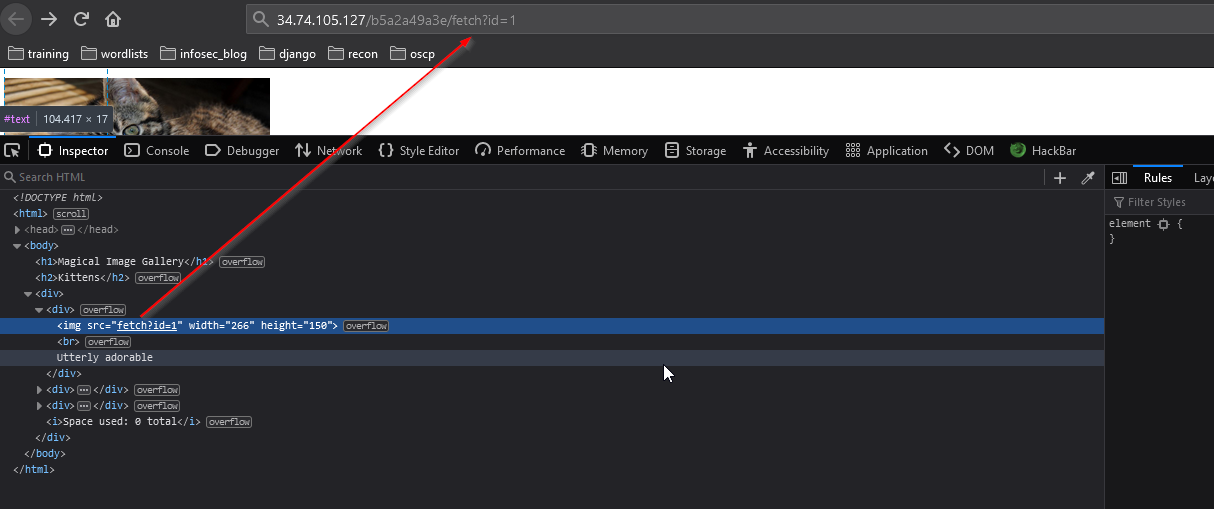 34.74.105.127/b5a2a49a3e/fetch?id=1
training wordlists infosec_blog django recon oscp
#text 104.417 × 17
Inspector Console Debugger Network Style Editor Performance Memory Storage Accessibility Application DOM HackBar
Search HTML
Rules Layo
Filter Styles
element {
}
<!DOCTYPE html>
<html> scroll
<head>
</head>
<body>
<h1>Magical Image Gallery</h1> overflow
<h2>Kittens</h2> overflow
<div>
<div> overflow
<img src="fetch?id=1" width="266" height="150"> overflow
<br> overflow
Utterly adorable
</div>
<div> </div> overflow
<div> </div> overflow
<i>Space used: 0 total</i> overflow
</div>
</body>
</html>